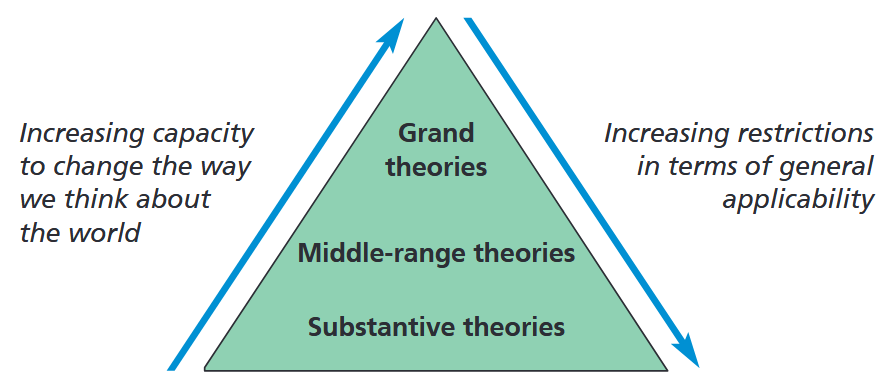 Increasing capacity
to change the way
we think about
the world
Grand
theories
Middle-range theories
Substantive theories
Increasing restrictions
in terms of general
applicability